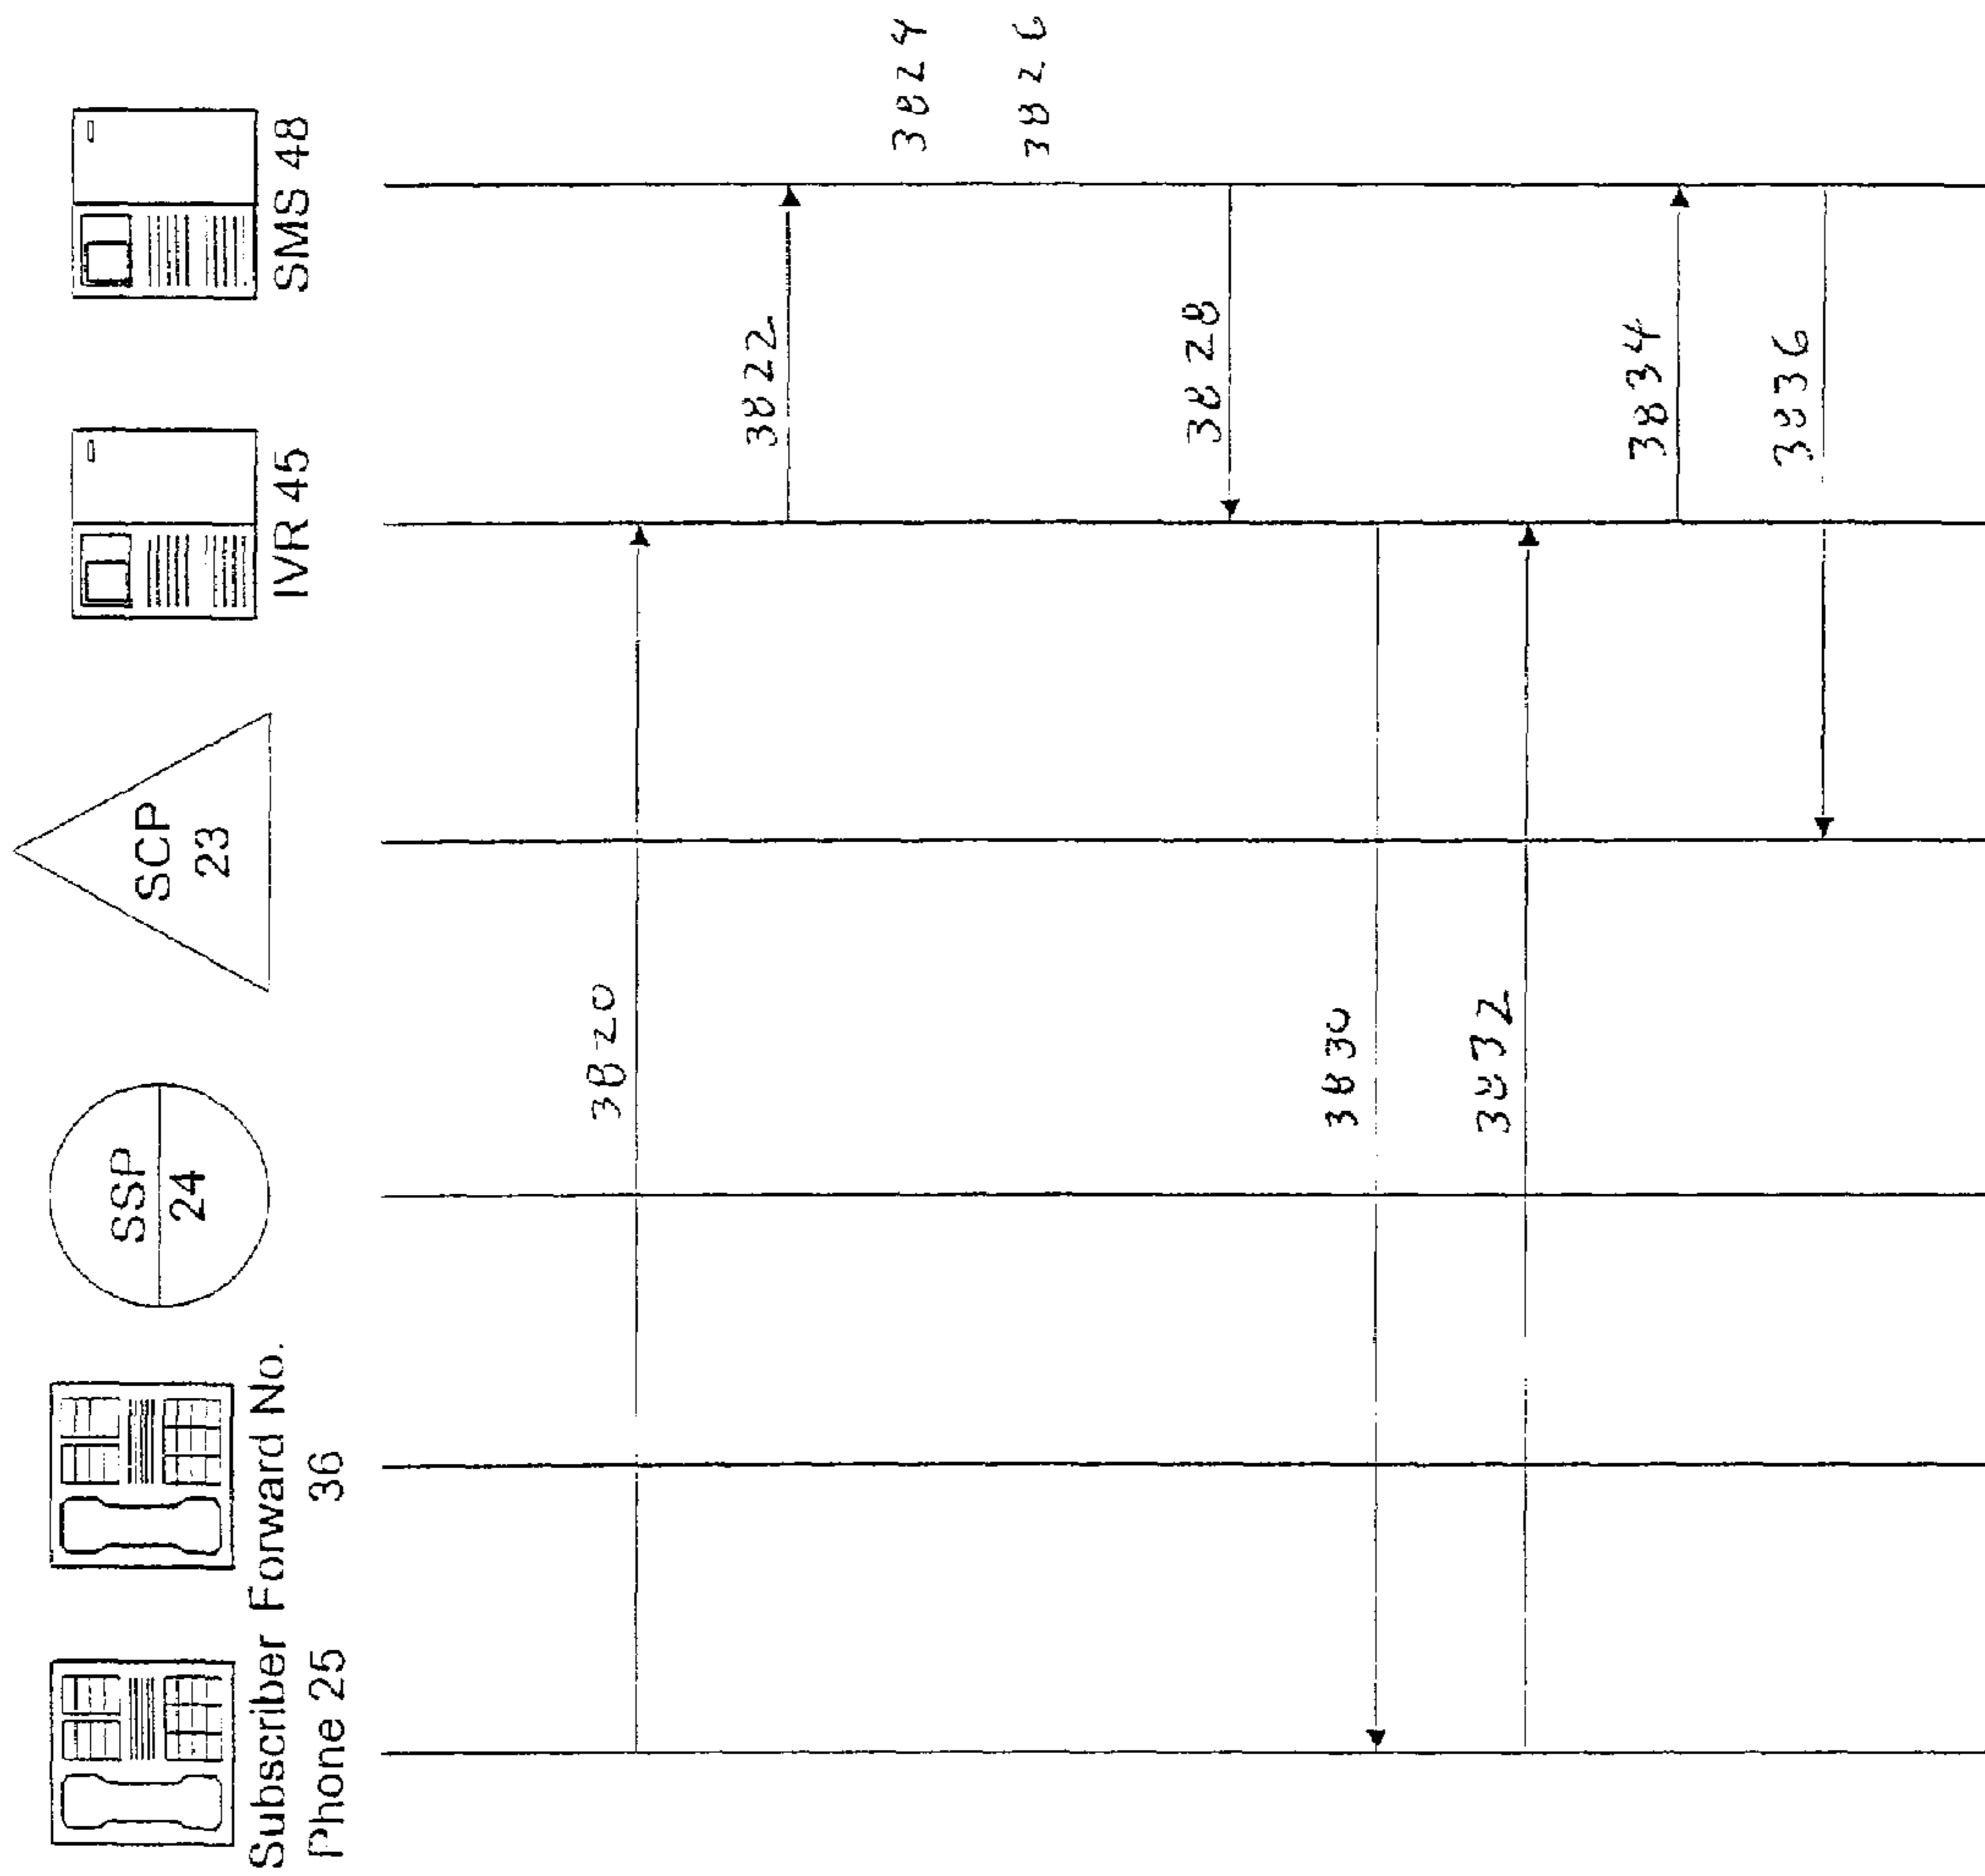 Subscriber Forward No.
Phone 25 36
SSP
24
SCP
23
IVR 45
SMS 48
3820
3822
3824
3826
3828
3830
3832
3834
3836